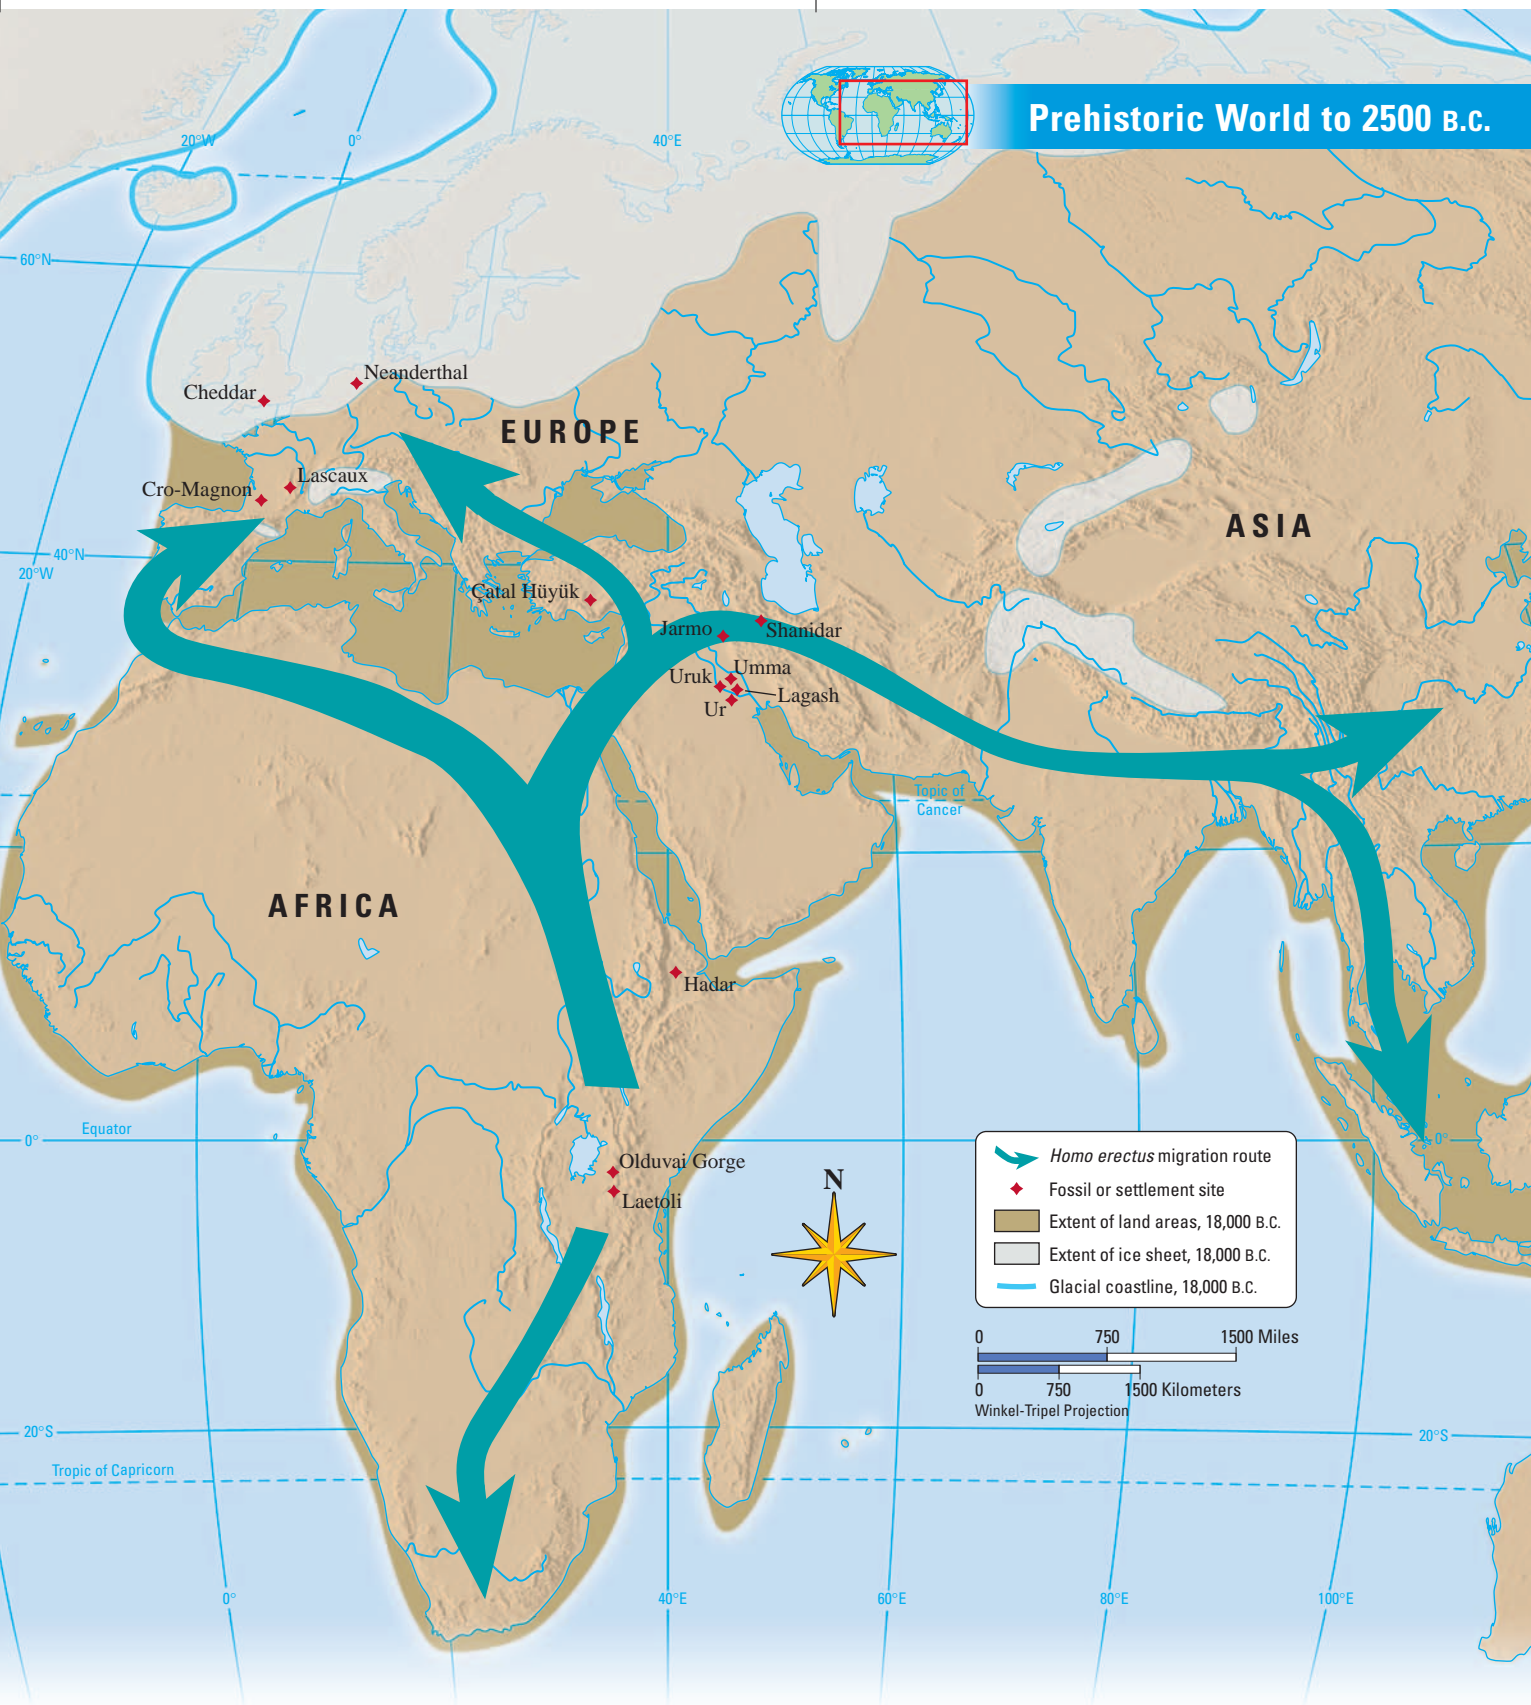 20°W
0°
40°E
Prehistoric World to 2500 B.C.
60°N
Neanderthal
Cheddar
EUROPE
Lascaux
Cro-Magnon
ASIA
40°N
20°W
Çatal Hüyük
Jarmo
Shanidar
Umma
Uruk
Lagash
Ur
Topic of
Cancer
AFRICA
Hadar
Equator
0°
0°
Olduvai Gorge
Laetoli
N
Homo erectus migration route
Fossil or settlement site
Extent of land areas, 18,000 B.C.
Extent of ice sheet, 18,000 B.C.
Glacial coastline, 18,000 B.C.
0 750 1500 Miles
0 750 1500 Kilometers
Winkel-Tripel Projection
20°S
20°S
Tropic of Capricorn
0°
40°E
60°E
80°E
100°E